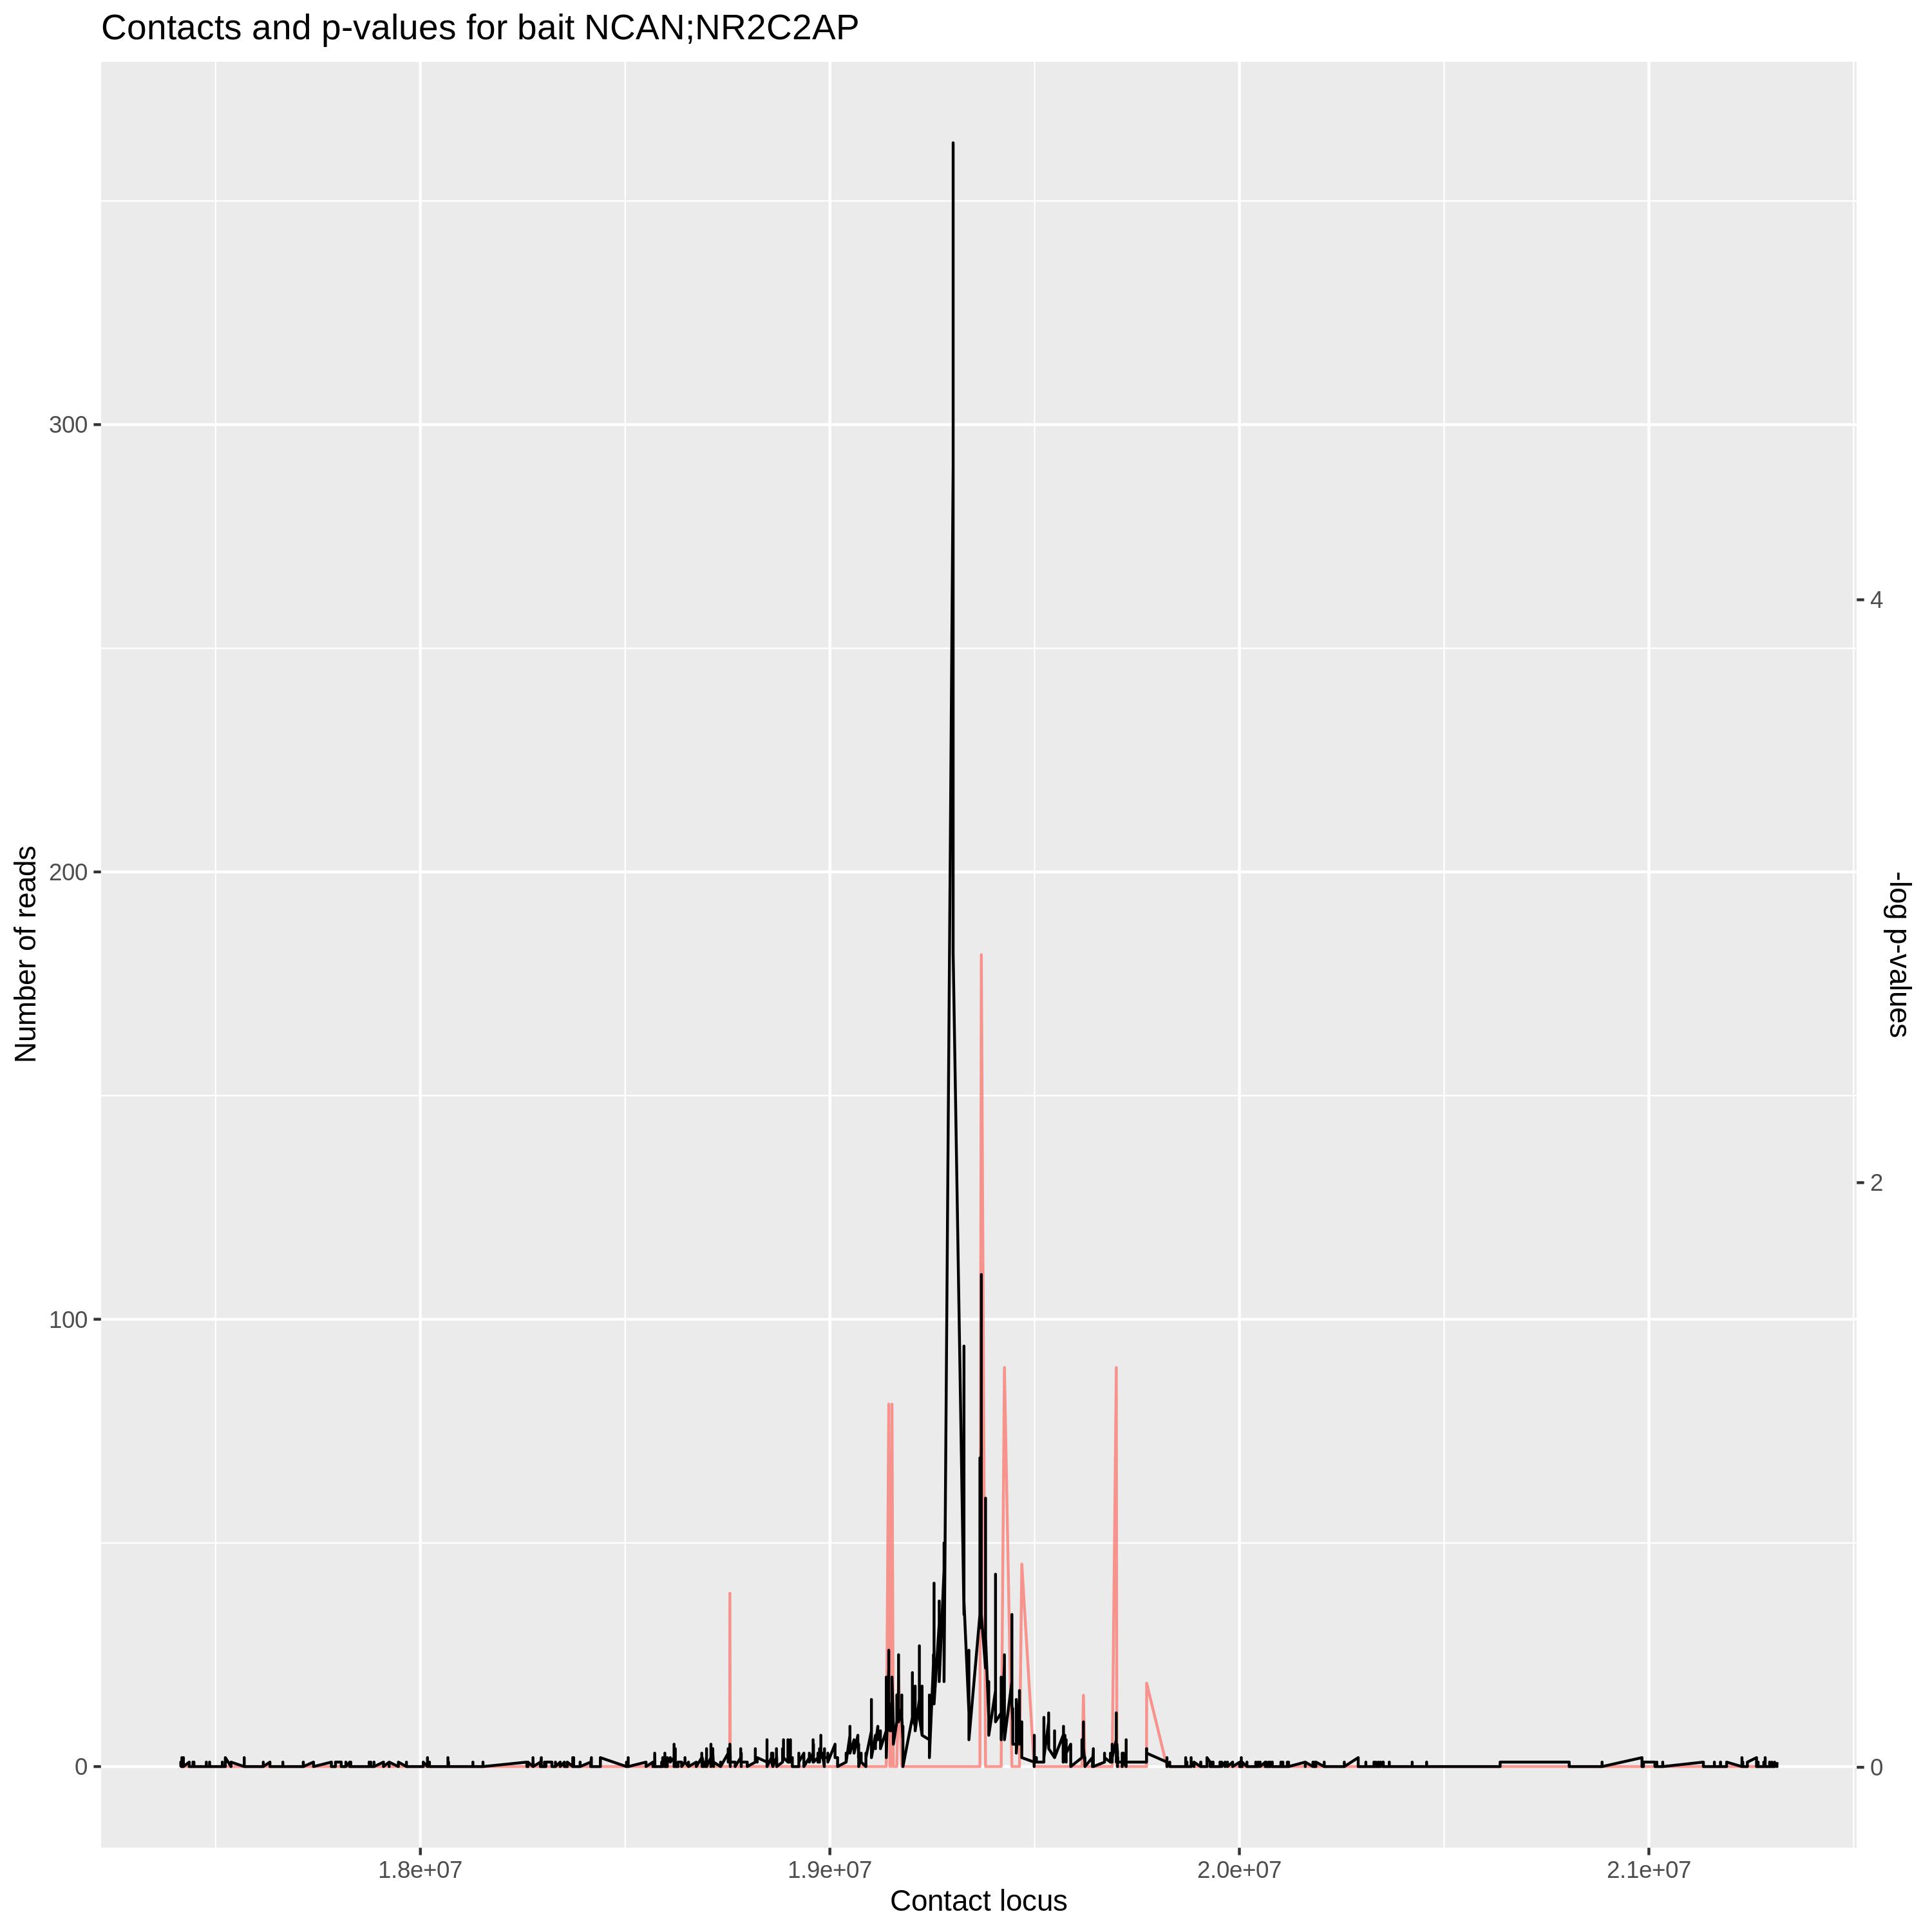 Contacts and p-values for bait NCAN;NR2C2AP
300
200
100
0
Number of reads
4
2
0
-log p-values
1.8e+07
1.9e+07
2.0e+07
2.1e+07
Contact locus